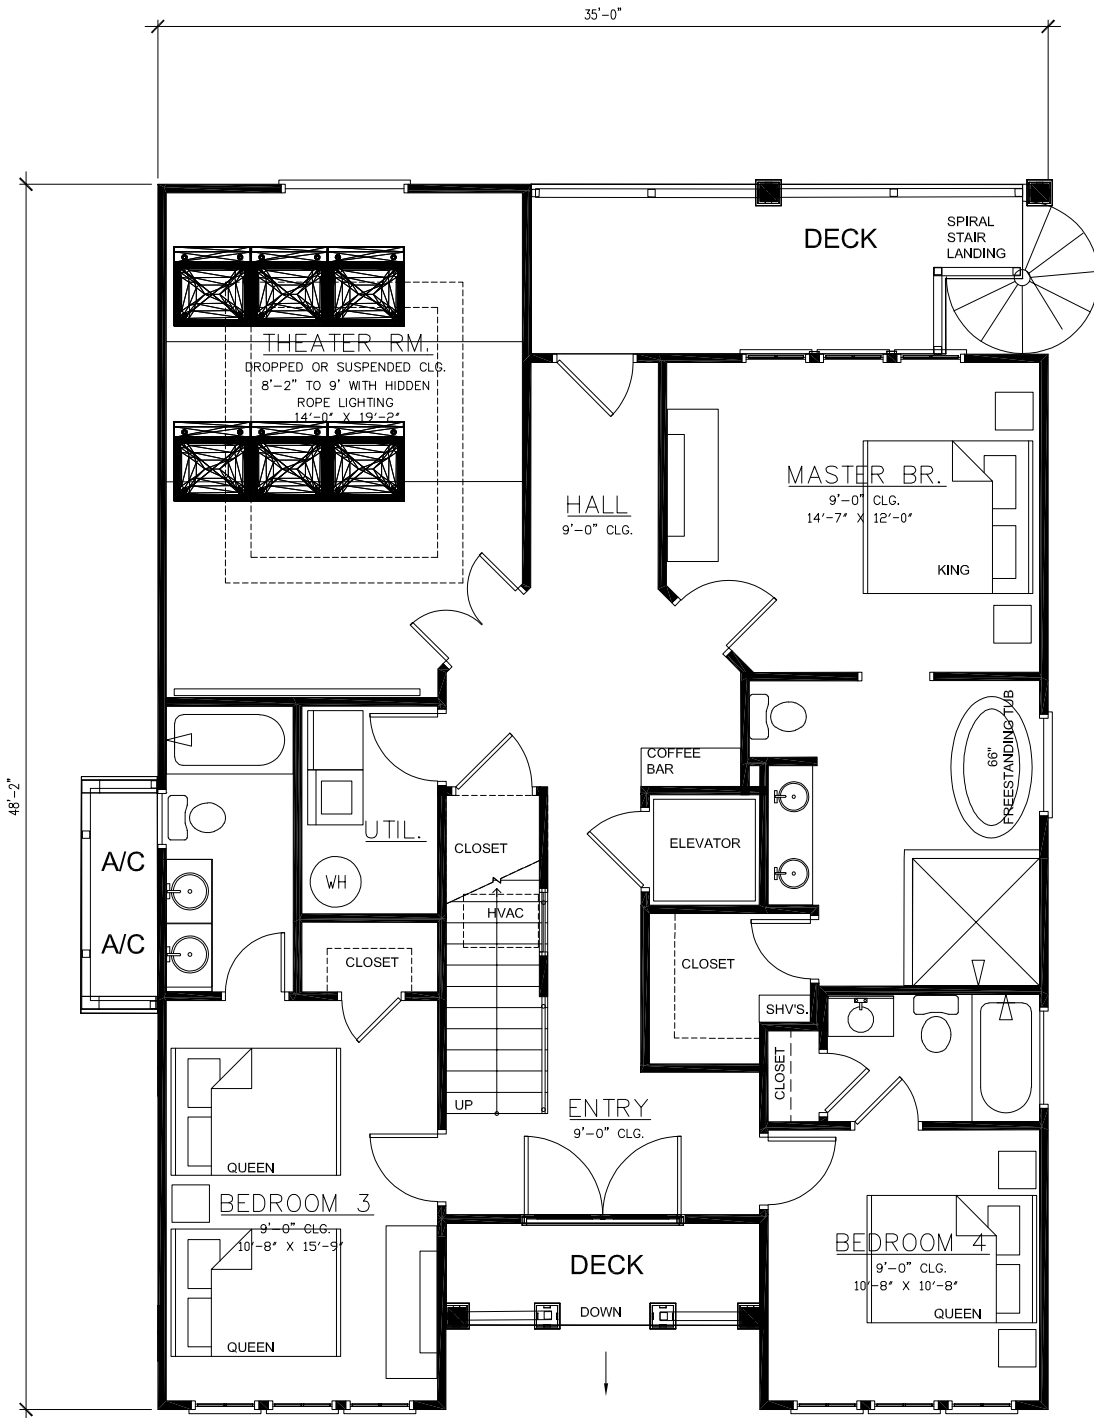 35'-0"
48'-2"
DECK
SPIRAL
STAIR
LANDING
THEATER RM.
DROPPED OR SUSPENDED CLG.
8'-2" TO 9' WITH HIDDEN
ROPE LIGHTING
14'-0" X 19'-2"
HALL
9'-0" CLG.
MASTER BR.
9'-0" CLG.
14'-7" X 12'-0"
KING
66"
FREESTANDING TUB
COFFEE
BAR
UTIL.
WH
CLOSET
ELEVATOR
A/C
A/C
HVAC
CLOSET
CLOSET
SHV'S.
CLOSET
UP
ENTRY
9'-0" CLG.
QUEEN
BEDROOM 3
9'-0" CLG.
10'-8" X 15'-9"
QUEEN
DECK
DOWN
BEDROOM 4
9'-0" CLG.
10'-8" X 10'-8"
QUEEN